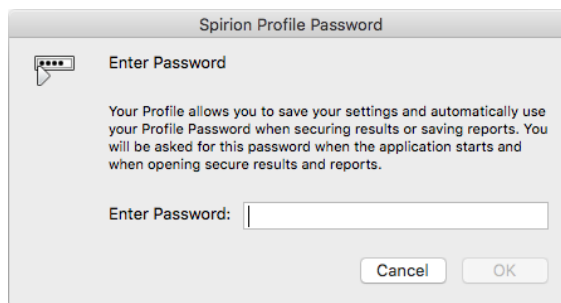 Spirion Profile Password
Enter Password
Your Profile allows you to save your settings and automatically use
your Profile Password when securing results or saving reports. You
will be asked for this password when the application starts and
when opening secure results and reports.
Enter Password:
Cancel
OK